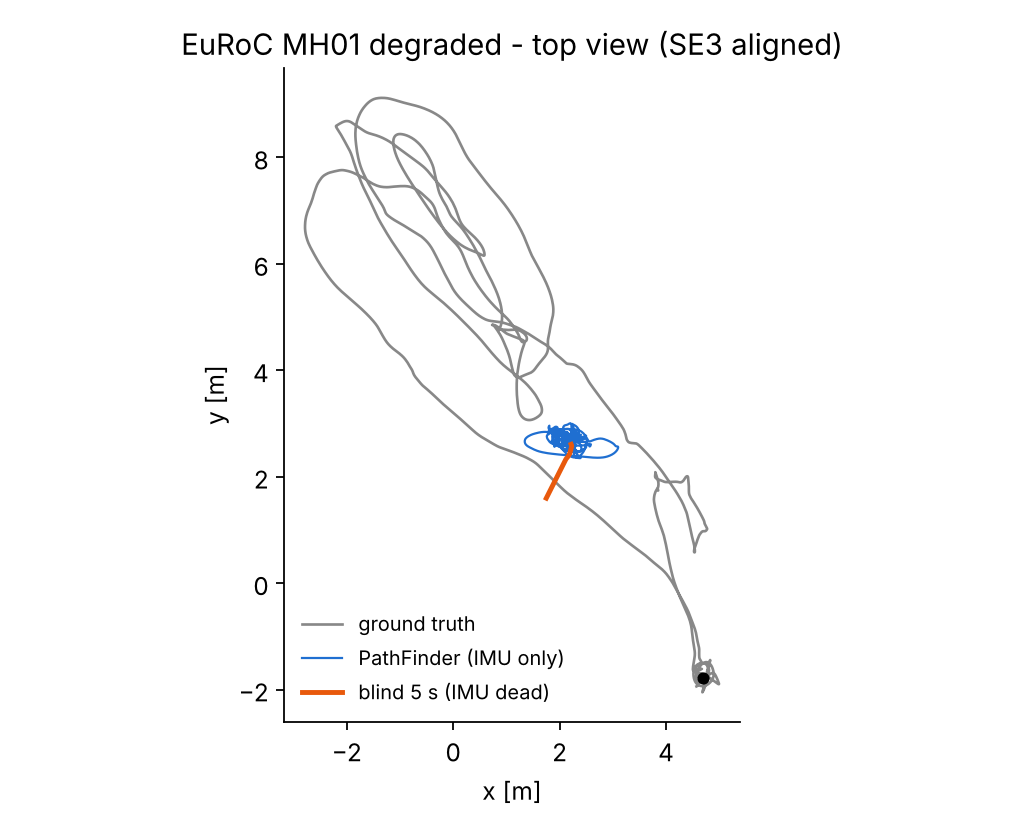 EuRoC MH01 degraded - top view (SE3 aligned)
y [m]
8
6
4
2
0
−2
ground truth
PathFinder (IMU only)
blind 5 s (IMU dead)
−2
0
2
4
x [m]